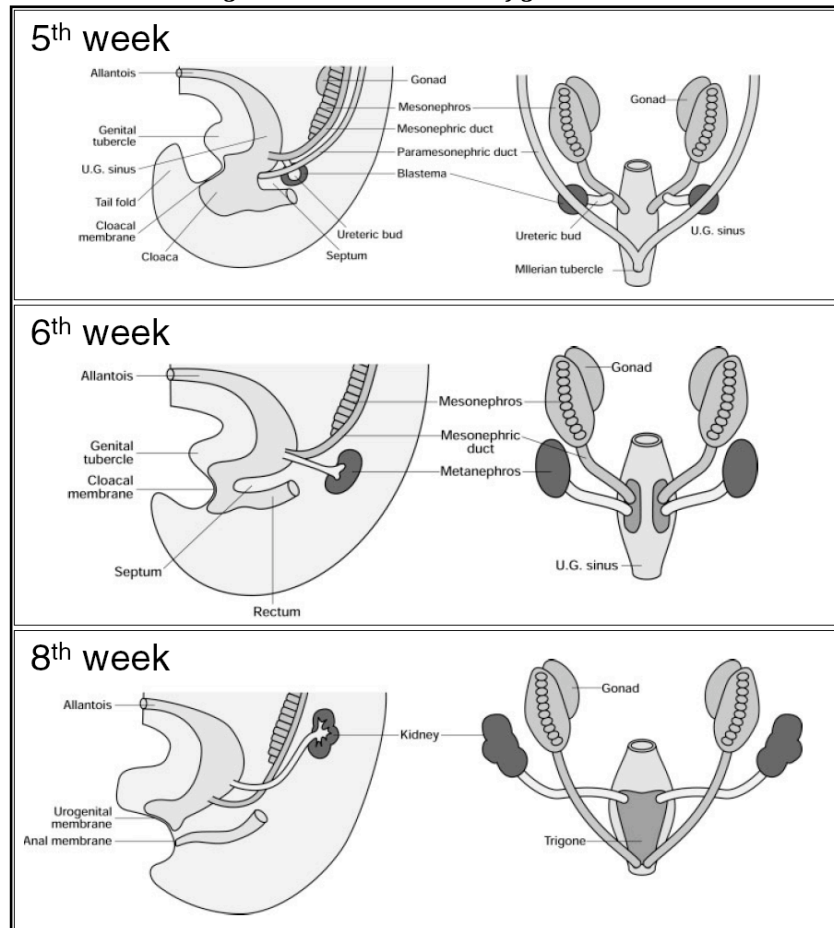 5th week
Allantois
Genital
tubercle
U.G. sinus
Tail fold
Cloacal
membrane
Cloaca
Gonad
Mesonephros
Mesonephric duct
Paramesonephric duct
Blastema
Ureteric bud
Septum
Gonad
Ureteric bud
U.G. sinus
Mllerian tubercle
6th week
Allantois
Genital
tubercle
Cloacal
membrane
Septum
Rectum
Gonad
Mesonephros
Mesonephric
duct
Metanephros
U.G. sinus
8th week
Allantois
Urogenital
membrane
Anal membrane
Kidney
Gonad
Trigone